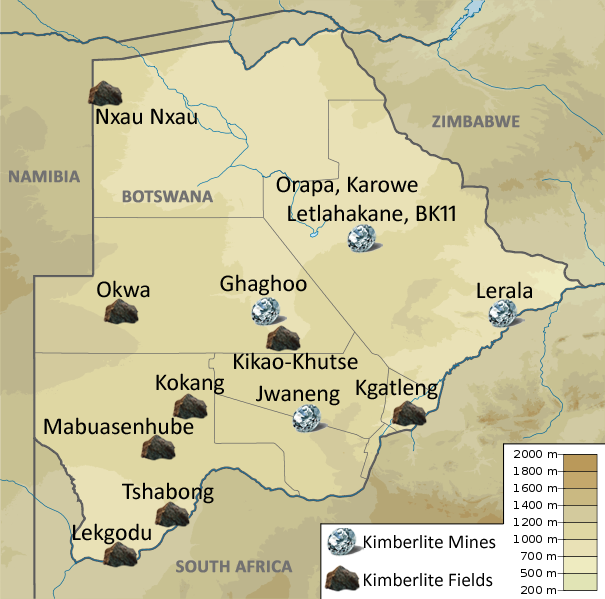 Nxau Nxau
ZIMBABWE
NAMIBIA
BOTSWANA
Orapa, Karowe
Letlahakane, BK11
Okwa
Ghaghoo
Lerala
Kikao-Khutse
Kokang
Jwaneng
Kgatleng
Mabuasenhube
Tshabong
Lekgodu
SOUTH AFRICA
Kimberlite Mines
Kimberlite Fields
2000 m
1800 m
1600 m
1400 m
1200 m
1000 m
700 m
500 m
200 m